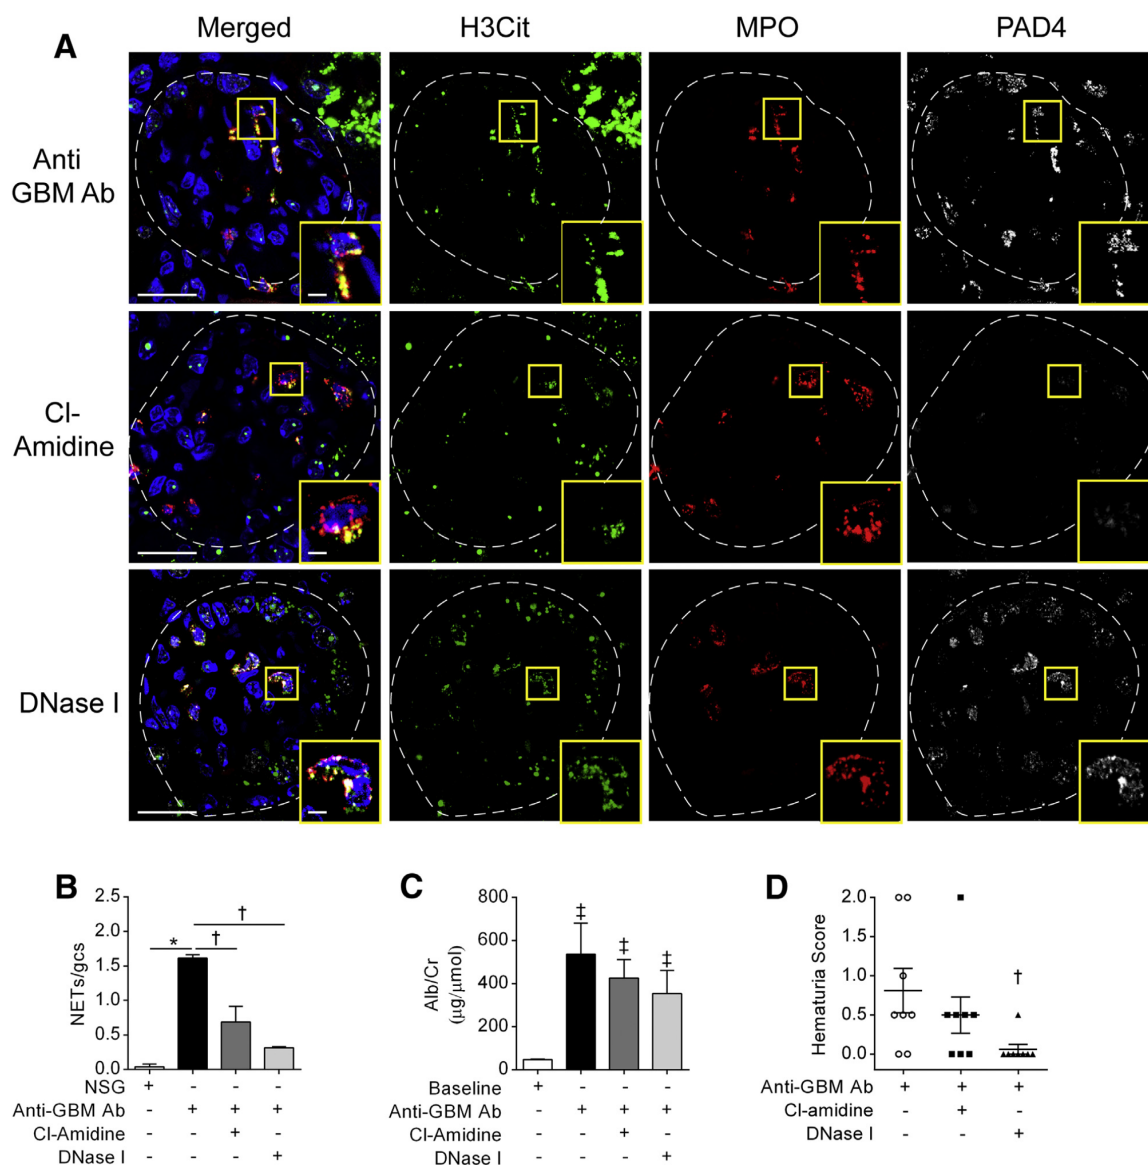 A
Merged H3Cit MPO PAD4
Anti
GBM Ab
Cl-
Amidine
DNase I
B
NETs/gcs
2.5
2.0
1.5
1.0
0.5
0.0
* † †
NSG + - - - -
Anti-GBM Ab - + + +
Cl-Amidine - - + -
DNase I - - - +
C
Alb/Cr
(µg/µmol)
800
600
400
200
0
‡ ‡ ‡
Baseline + - - -
Anti-GBM Ab - + + +
Cl-Amidine - - + -
DNase I - - - +
D
Hematuria Score
2.0
1.5
1.0
0.5
0.0
†
Anti-GBM Ab + + +
Cl-amidine - + -
DNase I - - +